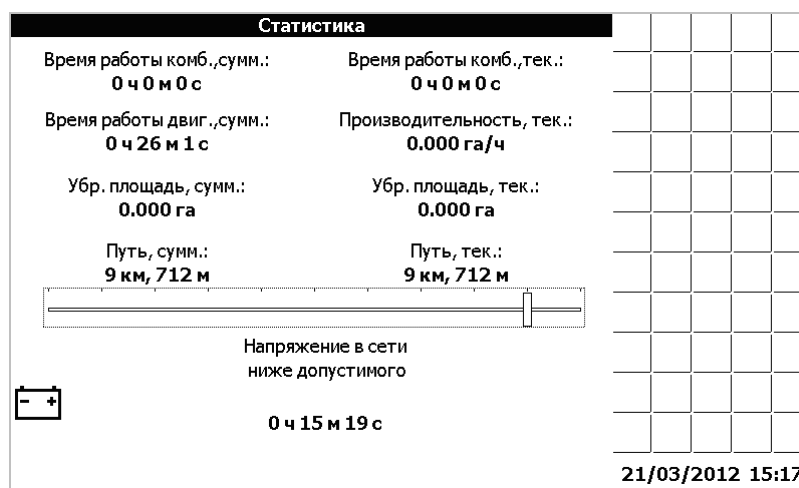 Статистика
Время работы комб.,сумм.: Время работы комб.,тек.:
0 ч 0 м 0 с 0 ч 0 м 0 с
Время работы двиг.,сумм.: Производительность, тек.:
0 ч 26 м 1 с 0.000 га/ч
Убр. площадь, сумм.: Убр. площадь, тек.:
0.000 га 0.000 га
Путь, сумм.: Путь, тек.:
9 км, 712 м 9 км, 712 м
Напряжение в сети
ниже допустимого
- +
0 ч 15 м 19 с
21/03/2012 15:17